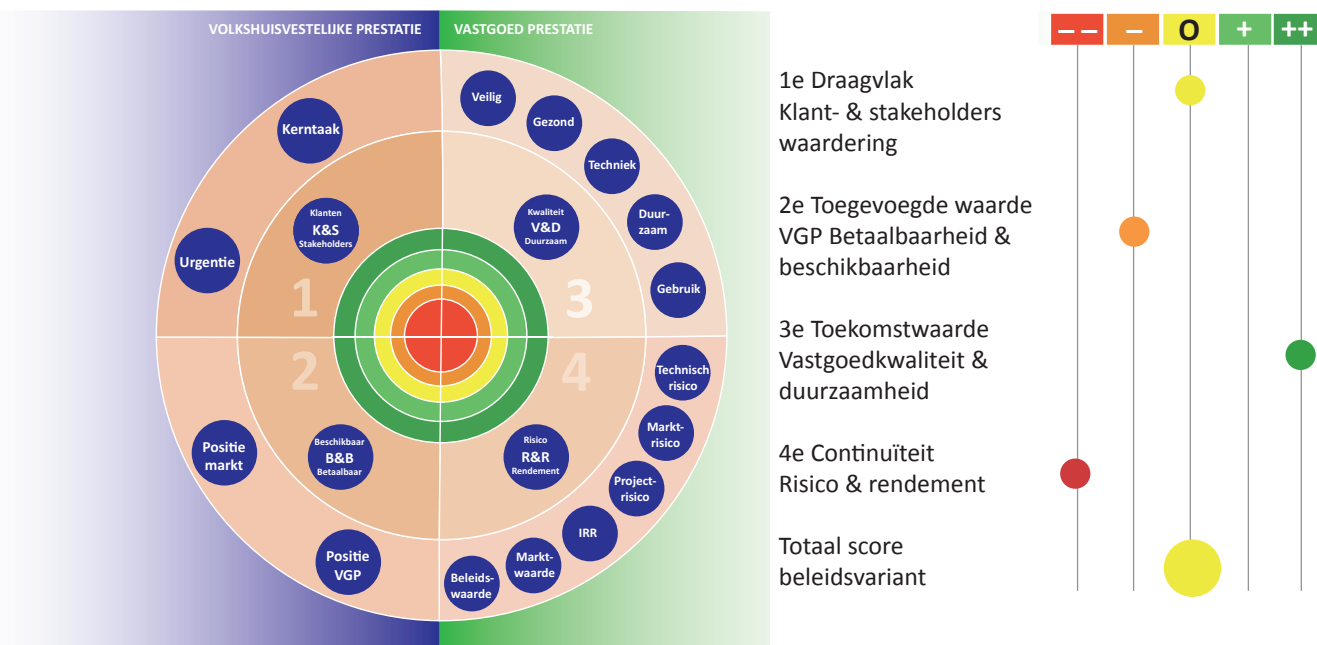 VOLKSHUISVESTELIJKE PRESTATIE
VASTGOED PRESTATIE
Kerntaak
Urgentie
Klanten
K&S
Stakeholders
1
Veilig
Gezond
Techniek
Duur-
zaam
Gebruik
Kwaliteit
V&D
Duurzaam
3
2
Beschikbaar
B&B
Betaalbaar
Positie
markt
Positie
VGP
4
Risico
R&R
Rendement
Technisch
risico
Markt-
risico
Project-
risico
IRR
Markt-
waarde
Beleids-
waarde
– –
–
O
+
++
1e Draagvlak
Klant- & stakeholders
waardering
2e Toegevoegde waarde
VGP Betaalbaarheid &
beschikbaarheid
3e Toekomstwaarde
Vastgoedkwaliteit &
duurzaamheid
4e Continuïteit
Risico & rendement
Totaal score
beleidsvariant